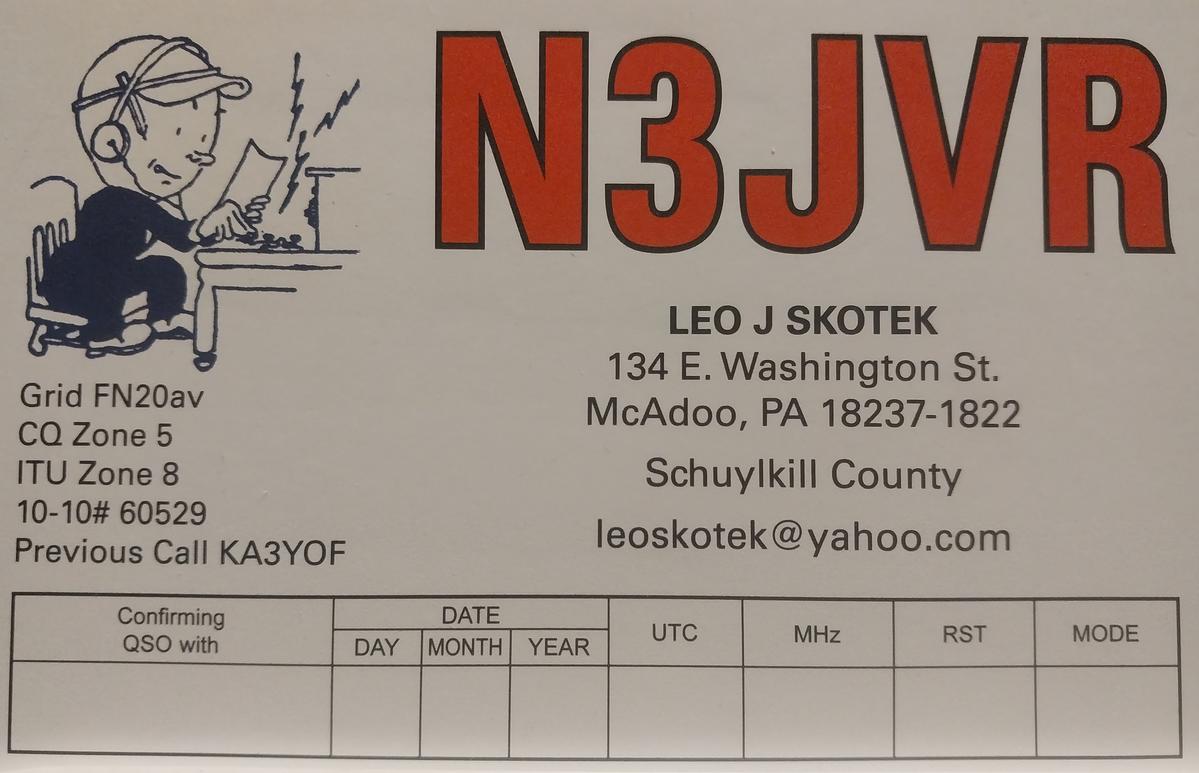 N3JVR
LEO J SKOTEK
134 E. Washington St.
McAdoo, PA 18237-1822
Schuylkill County
leoskotek@yahoo.com
Grid FN20av
CQ Zone 5
ITU Zone 8
10-10# 60529
Previous Call KA3YOF
Confirming
QSO with
DATE
DAY MONTH YEAR
UTC
MHz
RST
MODE